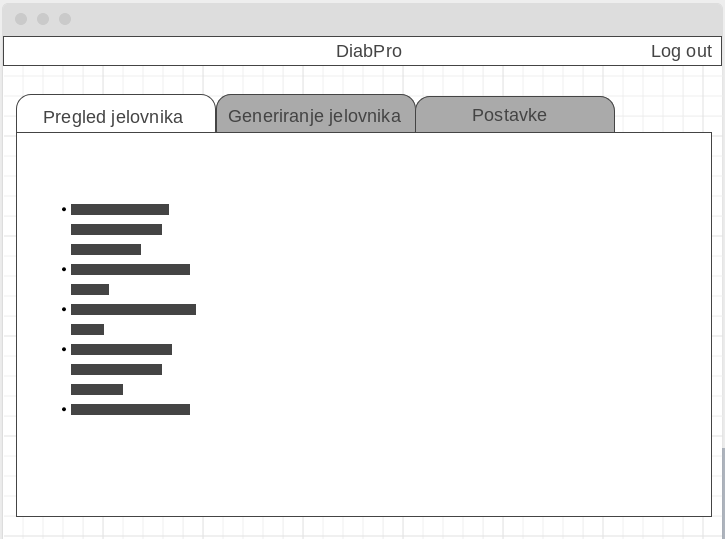 DiabPro
Log out
Pregled jelovnika
Generiranje jelovnika
Postavke